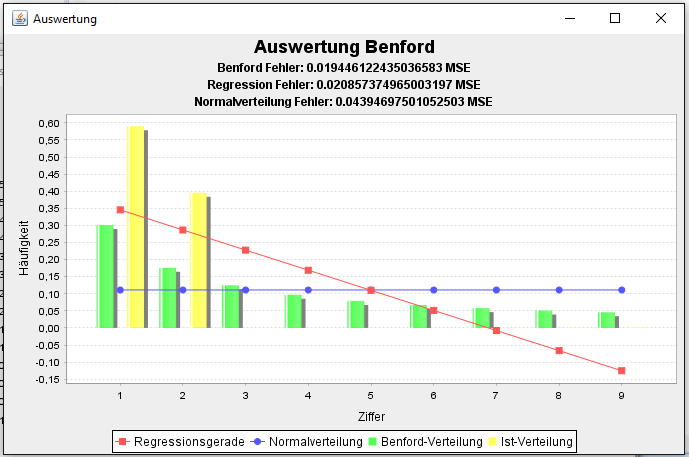 Auswertung
Auswertung Benford
Benford Fehler: 0.019446122435036583 MSE
Regression Fehler: 0.020857374965003197 MSE
Normalverteilung Fehler: 0.04394697501052503 MSE
0,60
0,55
0,50
0,45
0,40
0,35
0,30
0,25
0,20
0,15
0,10
0,05
0,00
-0,05
-0,10
-0,15
Häufigkeit
1 2 3 4 5 6 7 8 9
Ziffer
Regressionsgerade Normalverteilung Benford-Verteilung Ist-Verteilung